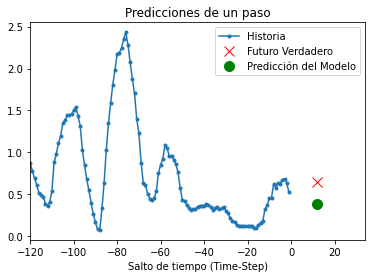 Predicciones de un paso
Historia
Futuro Verdadero
Predicción del Modelo
2.5
2.0
1.5
1.0
0.5
0.0
−120 −100 −80 −60 −40 −20 0 20
Salto de tiempo (Time-Step)